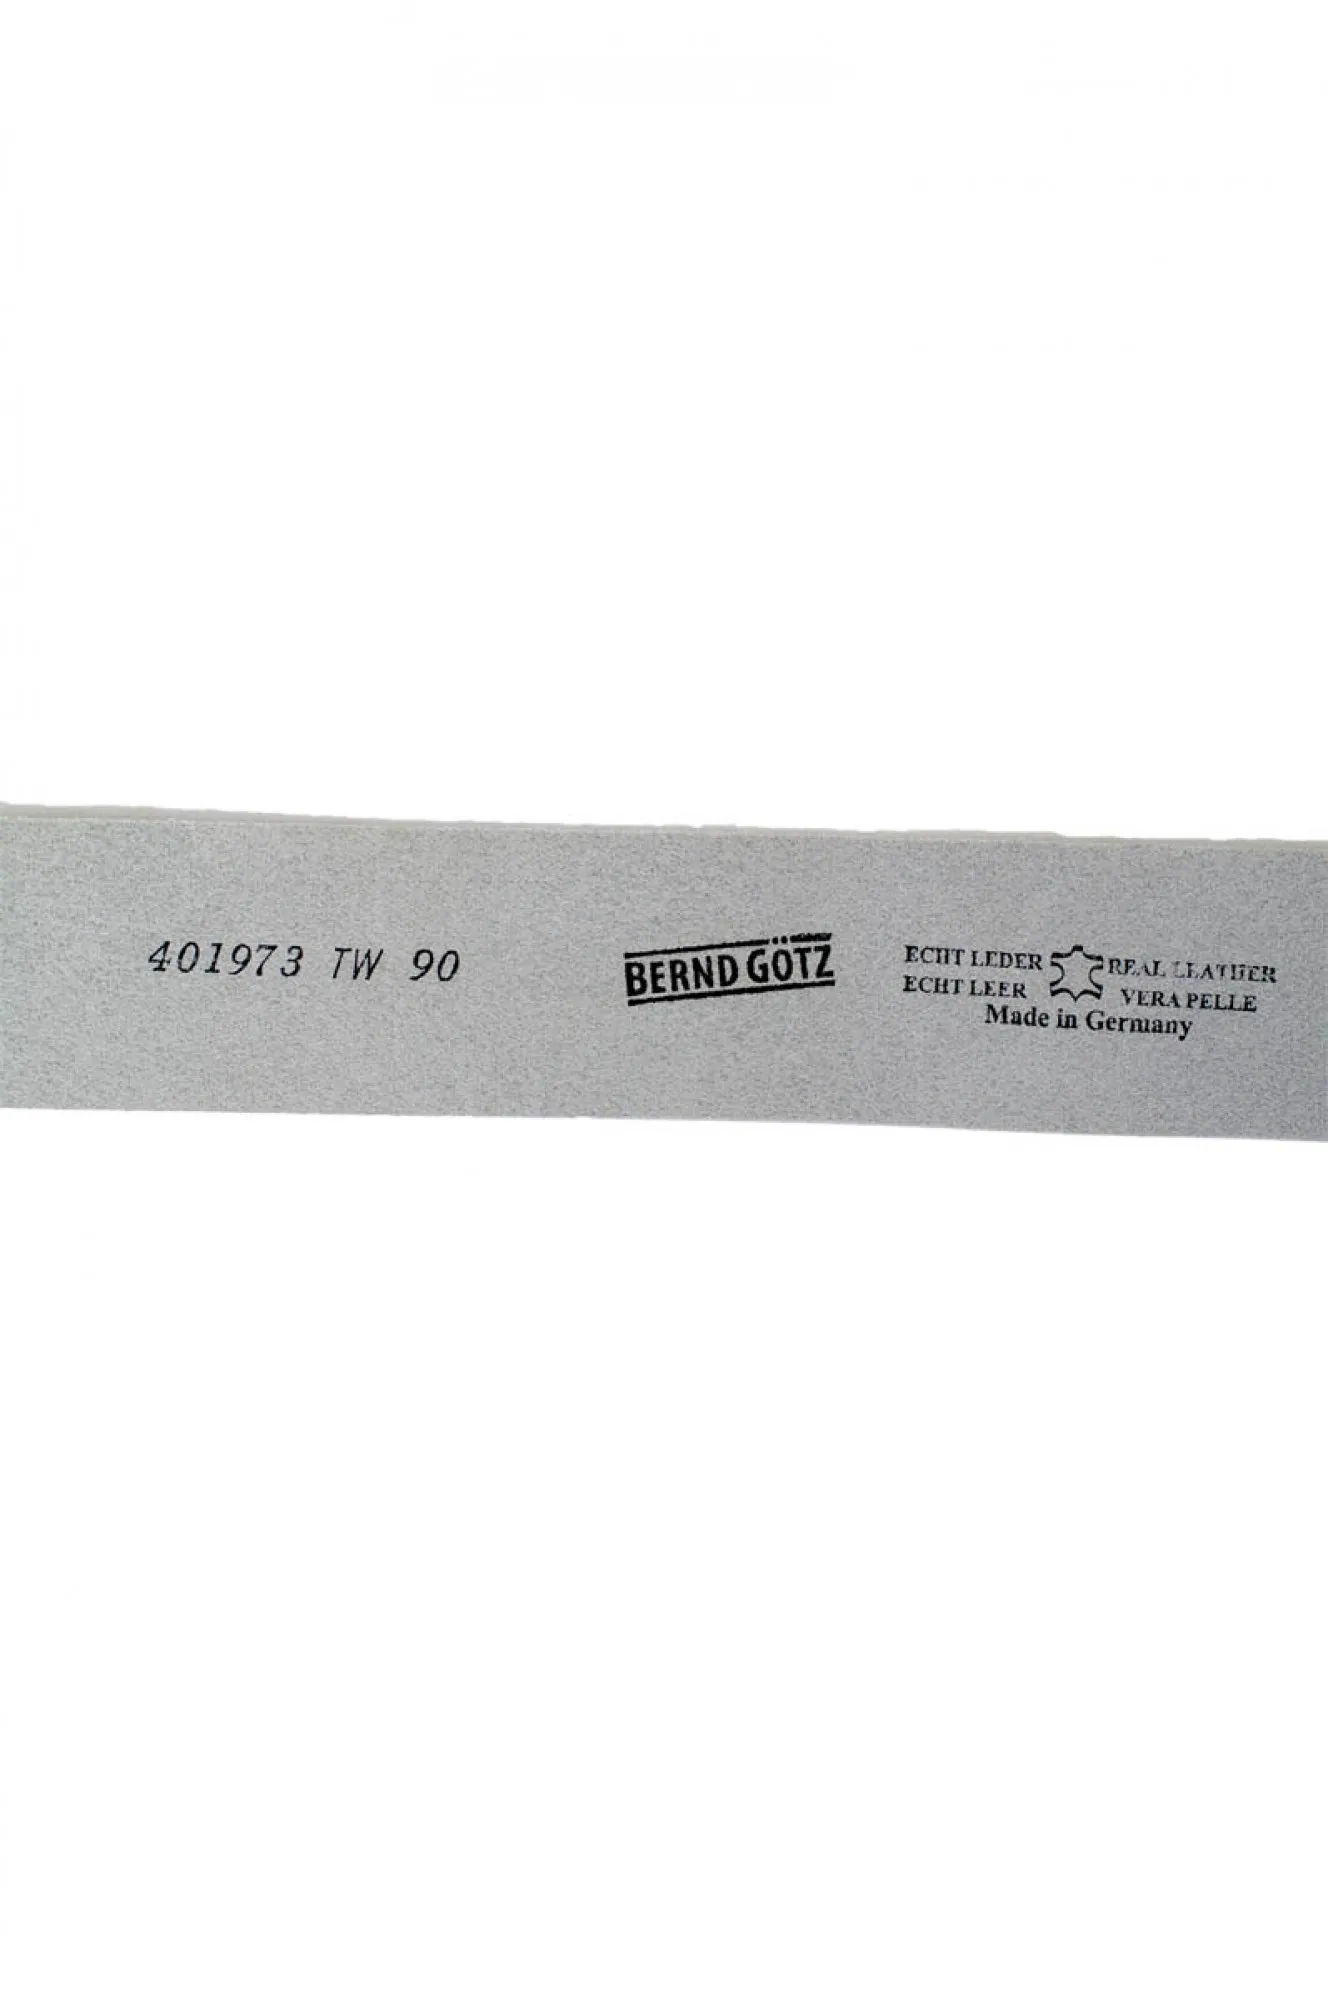 401973 TW 90
BERND GÖTZ
ECHT LEDER REAL LEATHER
ECHT LEER VERA PELLE
Made in Germany